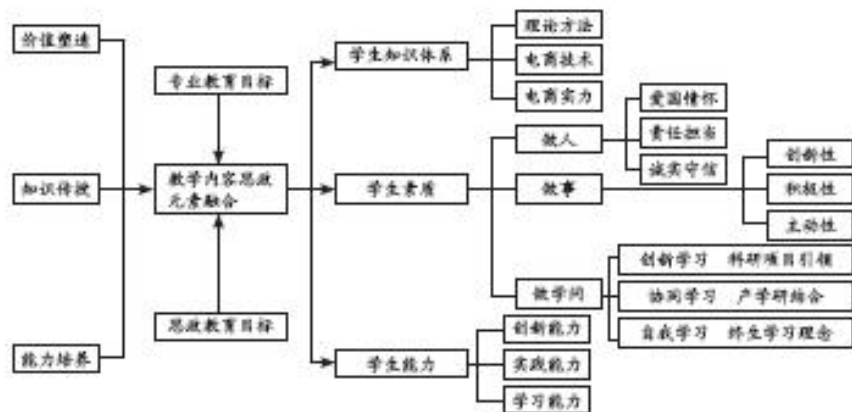 价值塑造
知识传授
能力培养
专业教育目标
教学内容思政
元素融合
思政教育目标
学生知识体系
理论方法
电商技术
电商实力
学生素质
做人
爱国情怀
责任担当
诚实守信
做事
创新性
积极性
主动性
做学问
创新学习 科研项目引领
协同学习 产学研结合
自我学习 终生学习理念
学生能力
创新能力
实践能力
学习能力